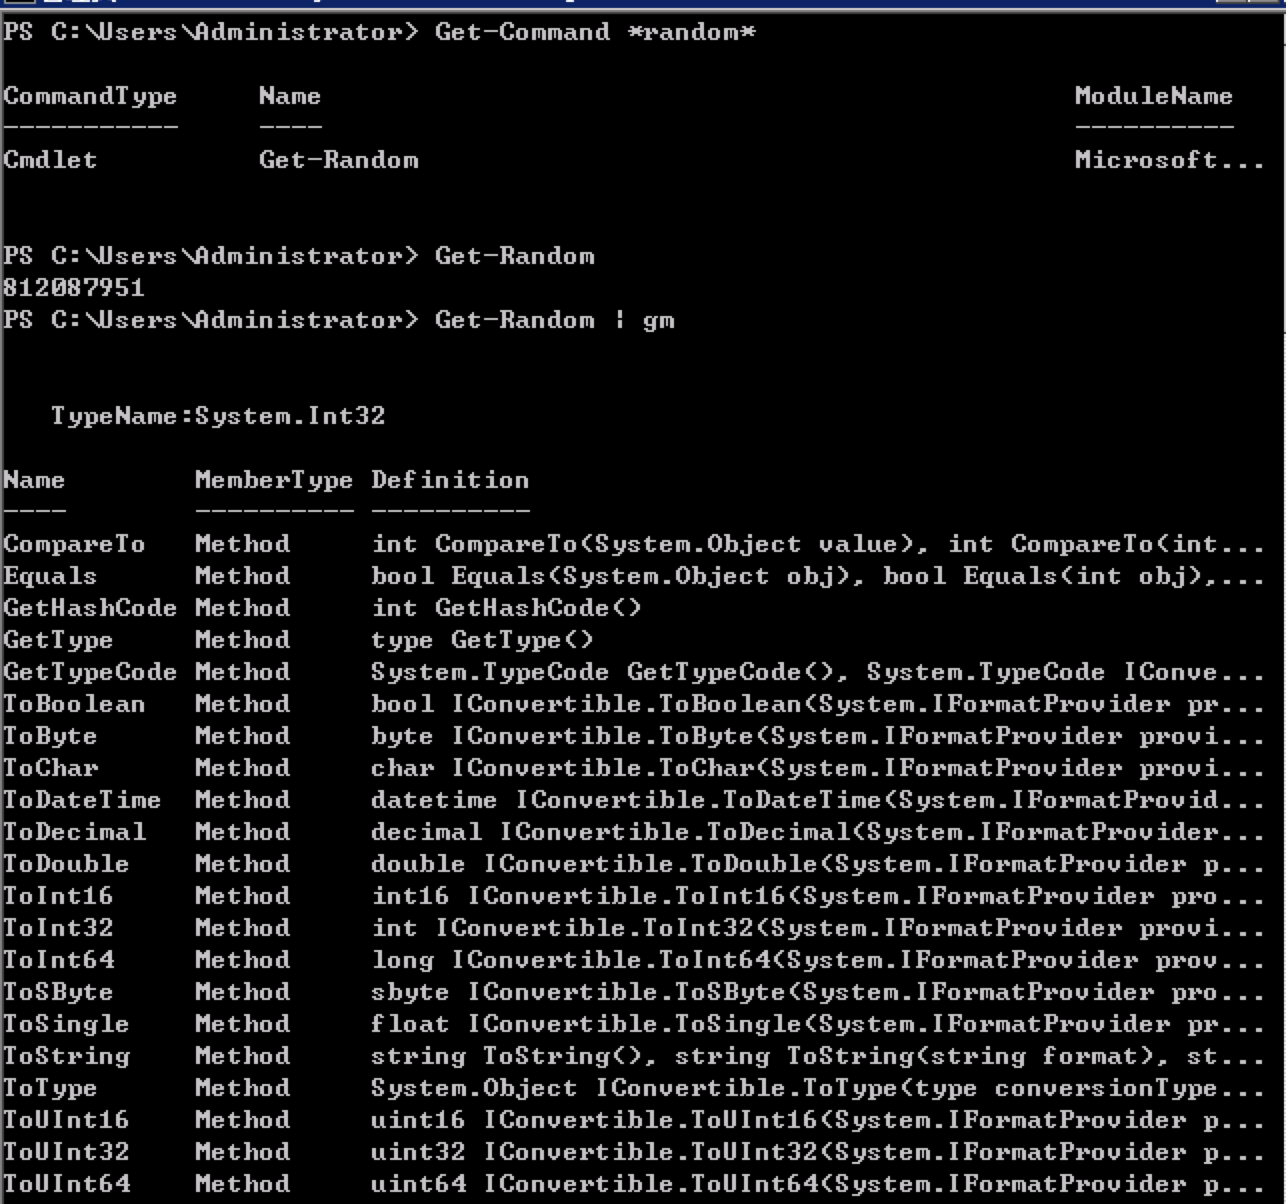 PS C:\Users\Administrator> Get-Command *random*
CommandType     Name                                               ModuleName
-----------     ----                                               ----------
Cmdlet          Get-Random                                         Microsoft...
PS C:\Users\Administrator> Get-Random
812087951
PS C:\Users\Administrator> Get-Random | gm
   TypeName:System.Int32
Name        MemberType Definition
----        ---------- ----------
CompareTo   Method     int CompareTo(System.Object value), int CompareTo(int...
Equals      Method     bool Equals(System.Object obj), bool Equals(int obj),...
GetHashCode Method     int GetHashCode()
GetType     Method     type GetType()
GetTypeCode Method     System.TypeCode GetTypeCode(), System.TypeCode IConve...
ToBoolean   Method     bool IConvertible.ToBoolean(System.IFormatProvider pr...
ToByte      Method     byte IConvertible.ToByte(System.IFormatProvider provi...
ToChar      Method     char IConvertible.ToChar(System.IFormatProvider provi...
ToDateTime  Method     datetime IConvertible.ToDateTime(System.IFormatProvid...
ToDecimal   Method     decimal IConvertible.ToDecimal(System.IFormatProvider...
ToDouble    Method     double IConvertible.ToDouble(System.IFormatProvider p...
ToInt16     Method     int16 IConvertible.ToInt16(System.IFormatProvider pro...
ToInt32     Method     int IConvertible.ToInt32(System.IFormatProvider provi...
ToInt64     Method     long IConvertible.ToInt64(System.IFormatProvider prov...
ToSByte     Method     sbyte IConvertible.ToSByte(System.IFormatProvider pro...
ToSingle    Method     float IConvertible.ToSingle(System.IFormatProvider pr...
ToString    Method     string ToString(), string ToString(string format), st...
ToType      Method     System.Object IConvertible.ToType(type conversionType...
ToUInt16    Method     uint16 IConvertible.ToUInt16(System.IFormatProvider p...
ToUInt32    Method     uint32 IConvertible.ToUInt32(System.IFormatProvider p...
ToUInt64    Method     uint64 IConvertible.ToUInt64(System.IFormatProvider p...